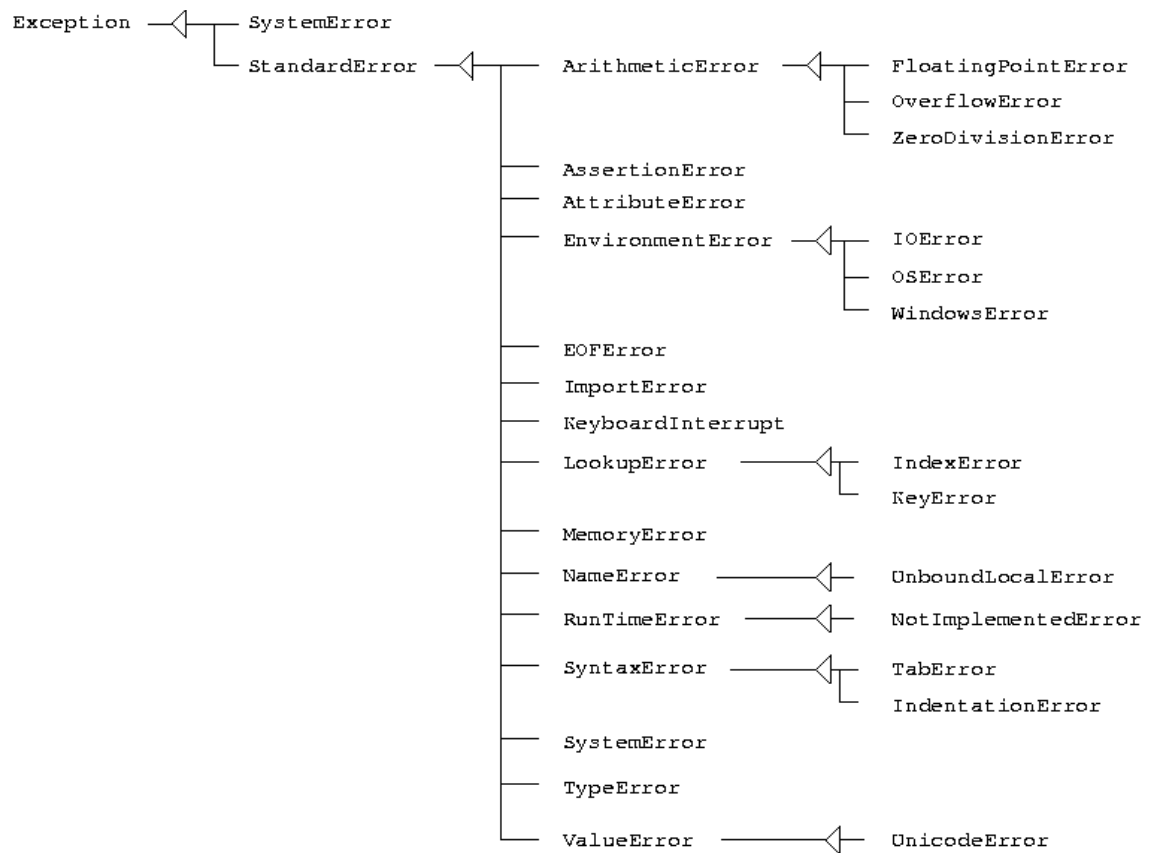 Exception SystemError
StandardError ArithmeticError FloatingPointError
OverflowError
ZeroDivisionError
AssertionError
AttributeError
EnvironmentError IOError
OSError
WindowsError
EOFError
ImportError
KeyboardInterrupt
LookupError IndexError
KeyError
MemoryError
NameError UnboundLocalError
RunTimeError NotImplementedError
SyntaxError TabError
IndentationError
SystemError
TypeError
ValueError UnicodeError